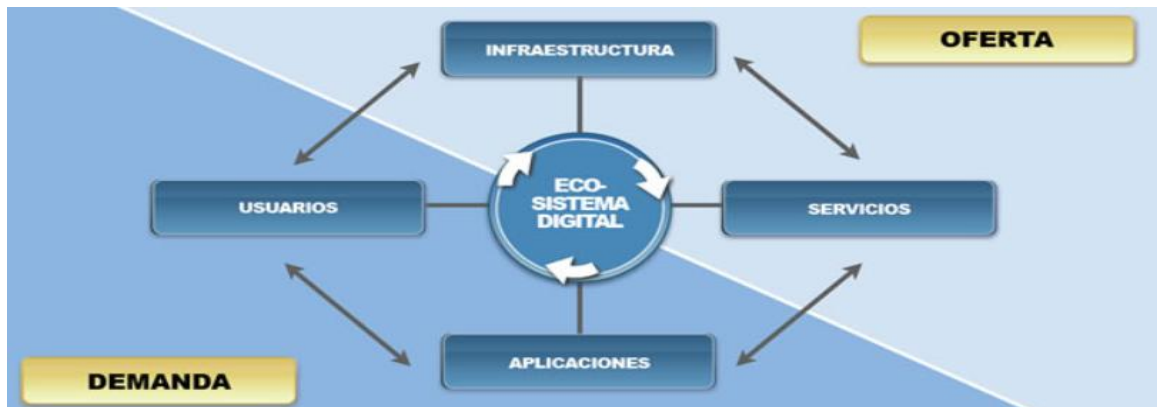 INFRAESTRUCTURA
OFERTA
USUARIOS
ECO-
SISTEMA
DIGITAL
SERVICIOS
APLICACIONES
DEMANDA